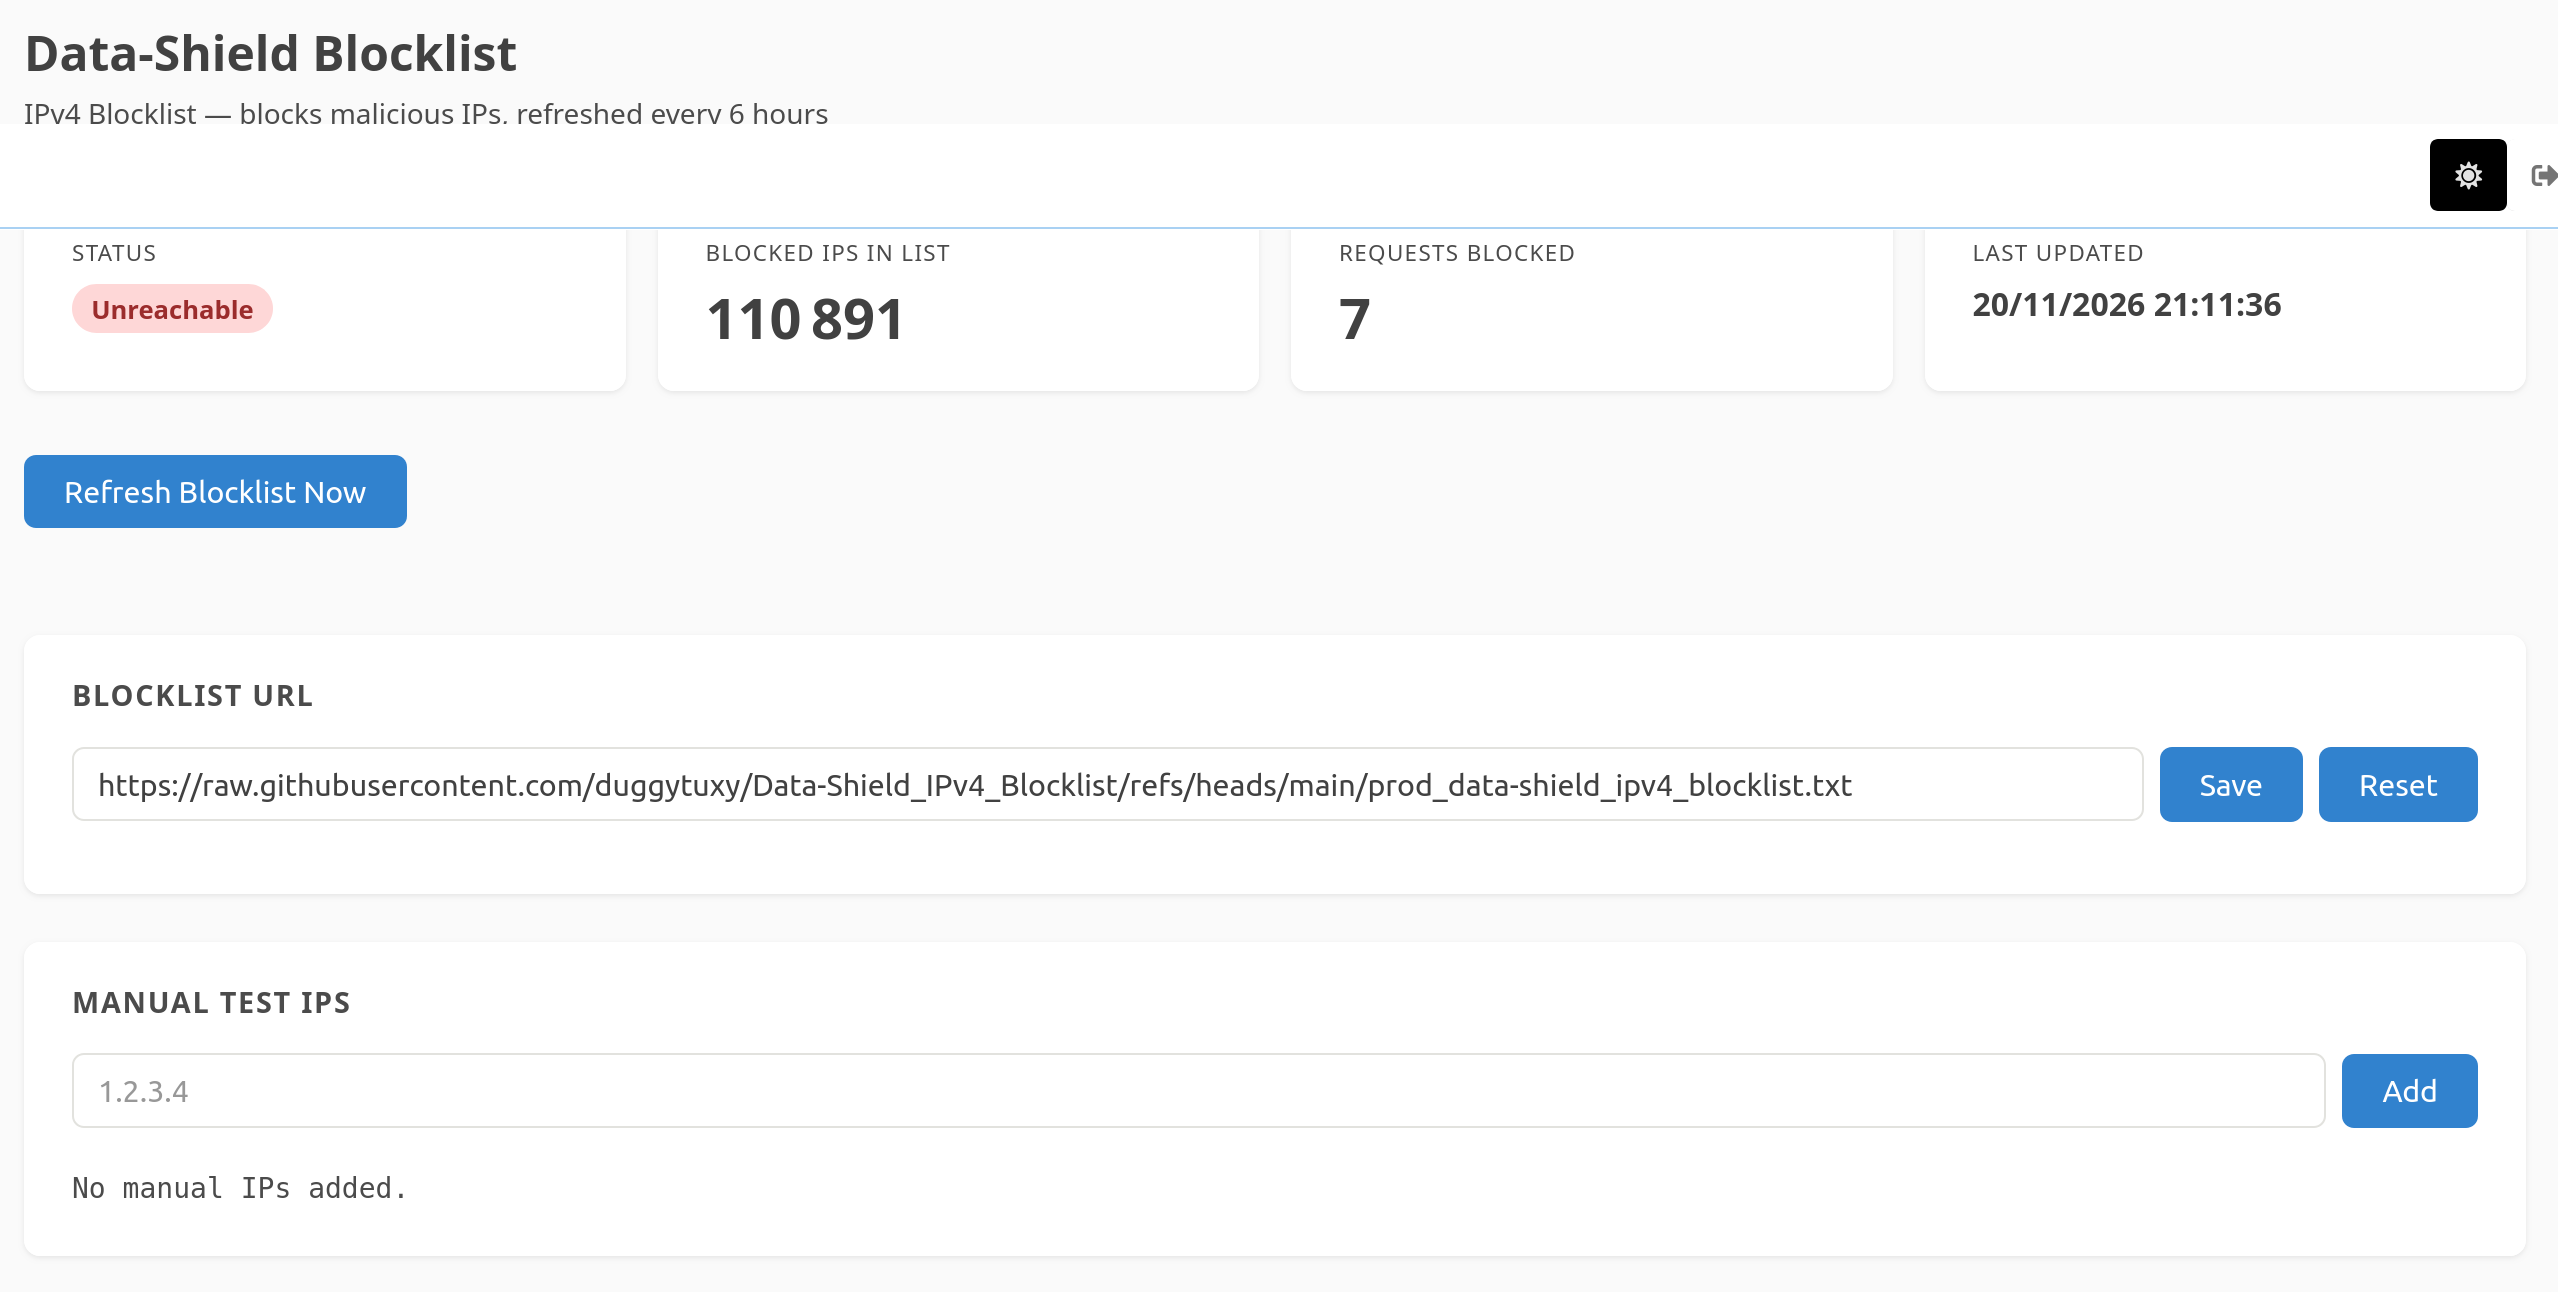 Data-Shield Blocklist
IPv4 Blocklist — blocks malicious IPs, refreshed every 6 hours
STATUS
Unreachable
BLOCKED IPS IN LIST
110 891
REQUESTS BLOCKED
7
LAST UPDATED
20/11/2026 21:11:36
Refresh Blocklist Now
BLOCKLIST URL
https://raw.githubusercontent.com/duggytuxy/Data-Shield_IPv4_Blocklist/refs/heads/main/prod_data-shield_ipv4_blocklist.txt
Save
Reset
MANUAL TEST IPS
1.2.3.4
Add
No manual IPs added.